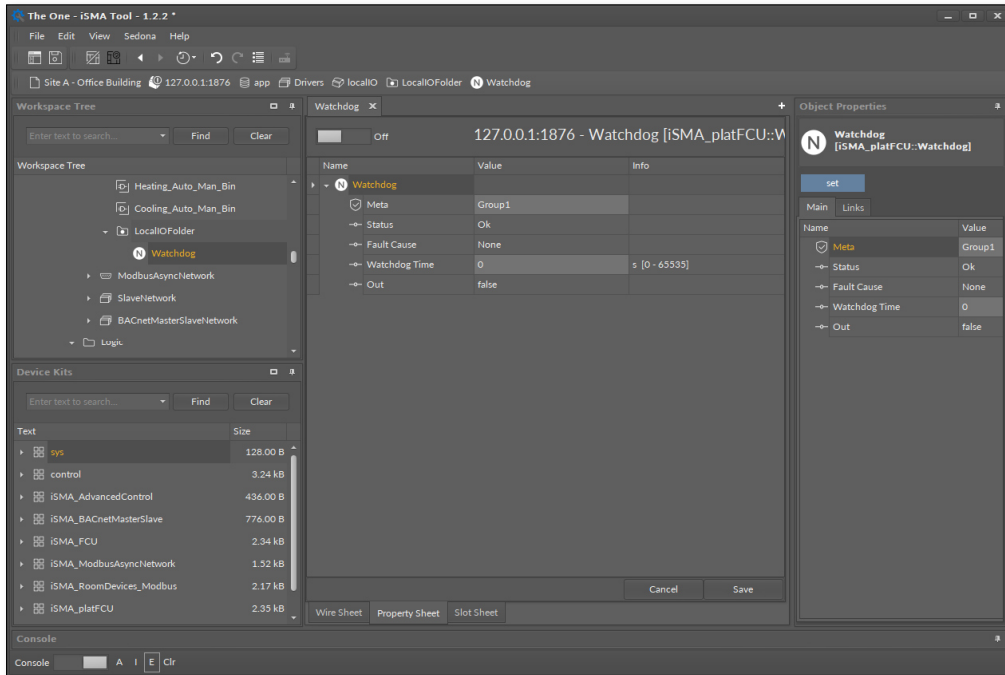 The One - iSMA Tool - 1.2.2 *
File Edit View Sedona Help
Site A - Office Building 127.0.0.1:1876 app Drivers localIO LocalIOFolder N Watchdog
Workspace Tree
Enter text to search... Find Clear
Workspace Tree
Heating_Auto_Man_Bin
Cooling_Auto_Man_Bin
LocalIOFolder
N Watchdog
ModbusAsyncNetwork
SlaveNetwork
BACnetMasterSlaveNetwork
Logic
Device Kits
Enter text to search... Find Clear
Text Size
sys 128.00 B
control 3.24 kB
iSMA_AdvancedControl 436.00 B
iSMA_BACnetMasterSlave 776.00 B
iSMA_FCU 2.34 kB
iSMA_ModbusAsyncNetwork 1.52 kB
iSMA_RoomDevices_Modbus 2.17 kB
iSMA_platFCU 2.35 kB
Watchdog X +
Off 127.0.0.1:1876 - Watchdog [iSMA_platFCU::W
Name Value Info
N Watchdog
Meta Group1
Status Ok
Fault Cause None
Watchdog Time 0 s [0 - 65535]
Out false
Cancel Save
Wire Sheet Property Sheet Slot Sheet
Object Properties
N Watchdog
[iSMA_platFCU::Watchdog]
set
Main Links
Name Value
Meta Group1
Status Ok
Fault Cause None
Watchdog Time 0
Out false
Console
Console A I E Clr